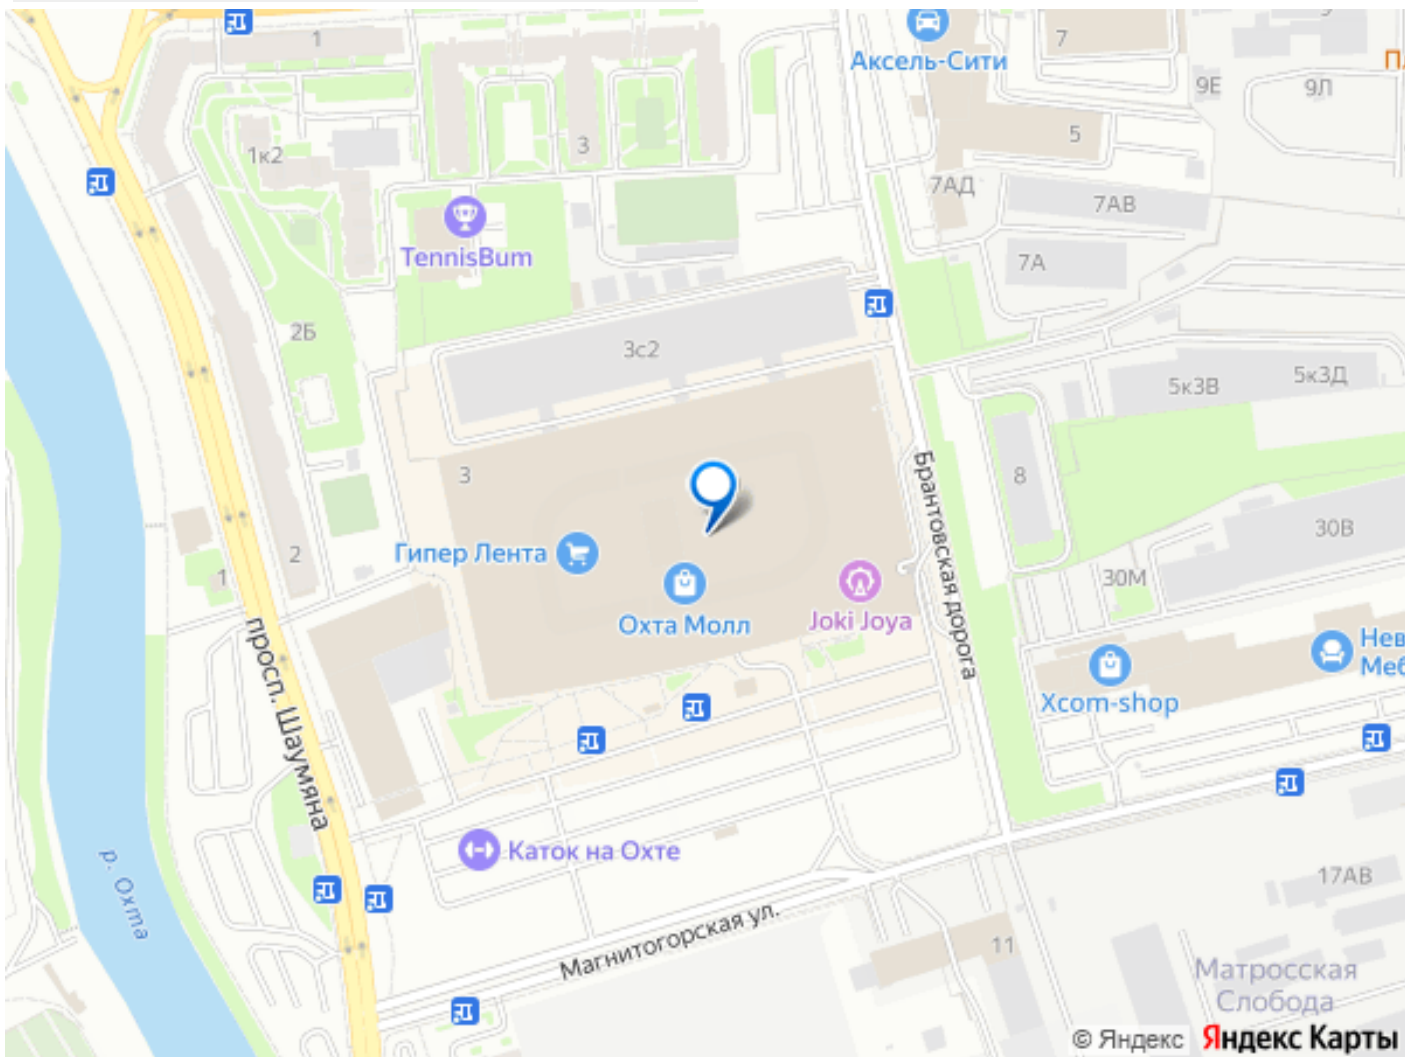 1
7
Аксель-Сити
9Е
9Л
5
1к2
3
7АД
7АВ
TennisBum
7А
2Б
3с2
5к3В
5к3Д
3
8
Брантовская дорога
30В
Гипер Лента
2
1
30М
Охта Молл
Joki Joya
просп. Шаумяна
Нев
Меб
Xcom-shop
Каток на Охте
р. Охта
17АВ
Магнитогорская ул.
11
Матросская
Слобода
© Яндекс Яндекс Карты